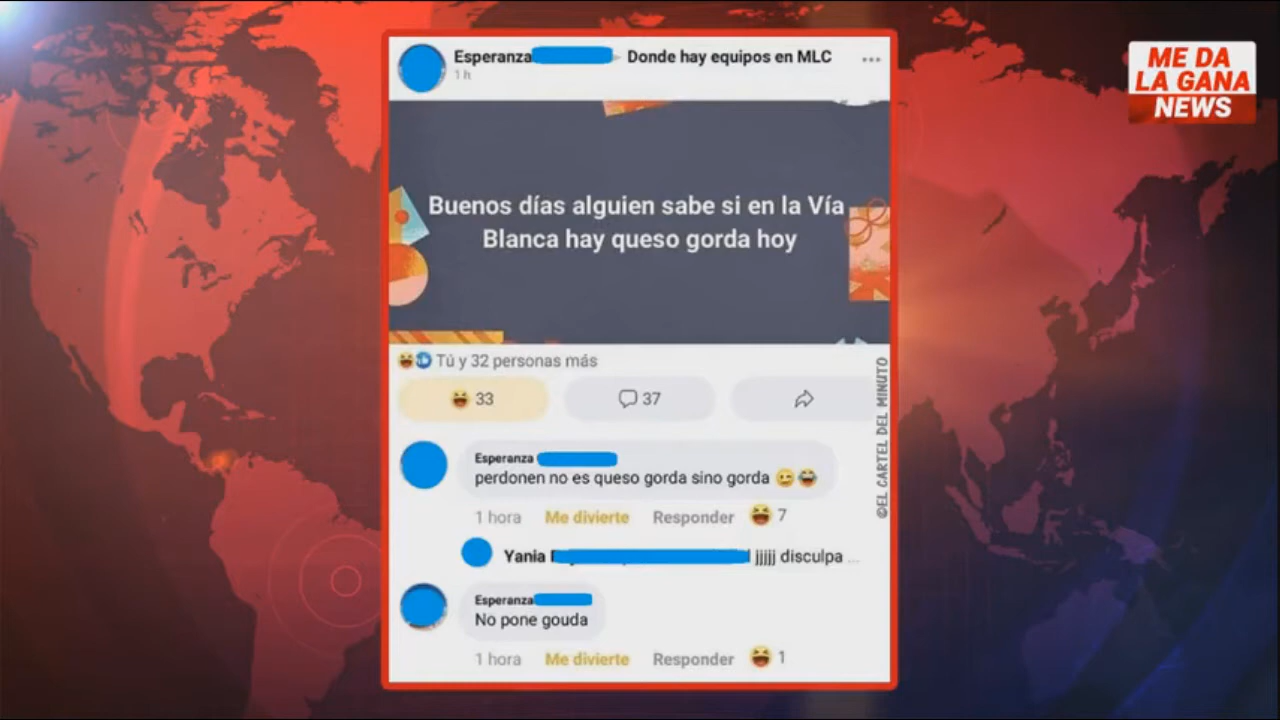 Esperanza Donde hay equipos en MLC
1 h
ME DA
LA GANA
NEWS
Buenos días alguien sabe si en la Vía
Blanca hay queso gorda hoy
Tú y 32 personas más
33
37
©EL CARTEL DEL MINUTO
Esperanza
perdonen no es queso gorda sino gorda
1 hora Me divierte Responder 7
Yania jjjjj disculpa ...
Esperanza
No pone gouda
1 hora Me divierte Responder 1